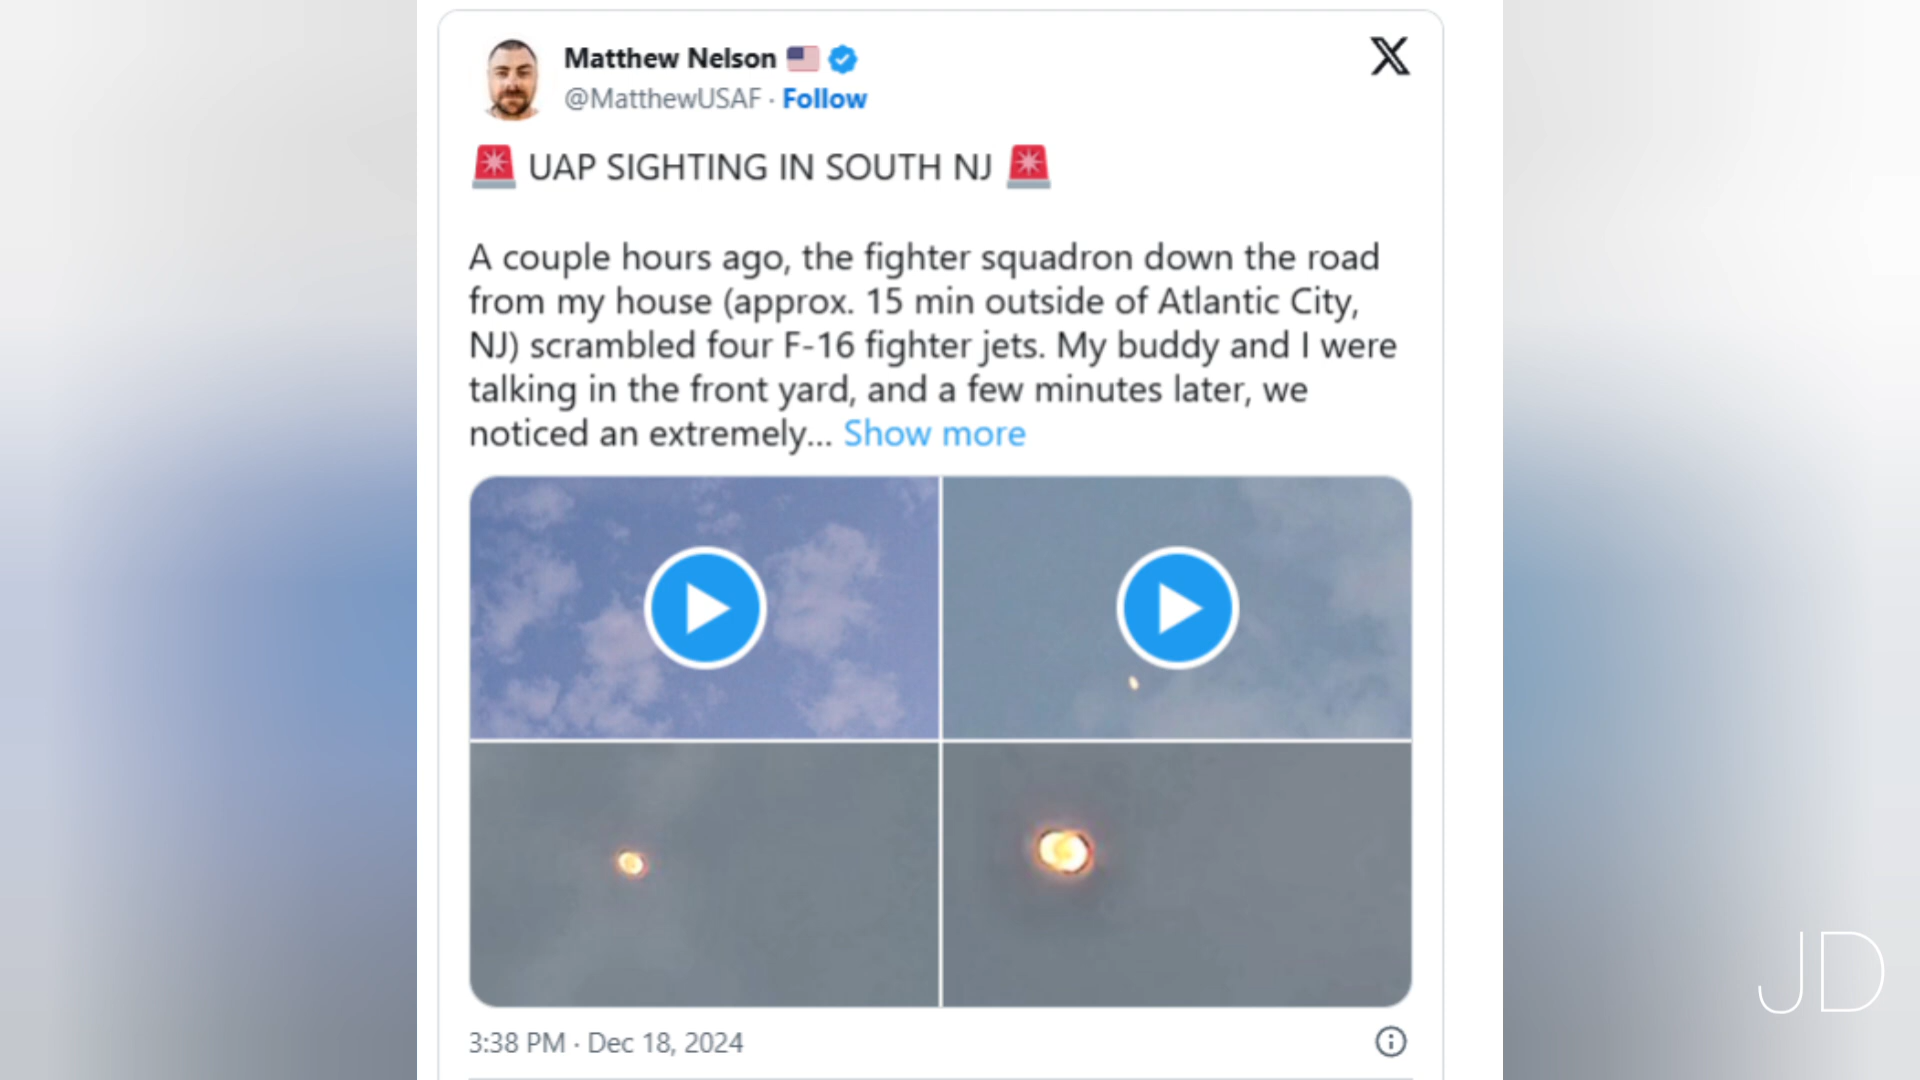 Matthew Nelson
@MatthewUSAF · Follow
UAP SIGHTING IN SOUTH NJ
A couple hours ago, the fighter squadron down the road
from my house (approx. 15 min outside of Atlantic City,
NJ) scrambled four F-16 fighter jets. My buddy and I were
talking in the front yard, and a few minutes later, we
noticed an extremely... Show more
3:38 PM · Dec 18, 2024
JD